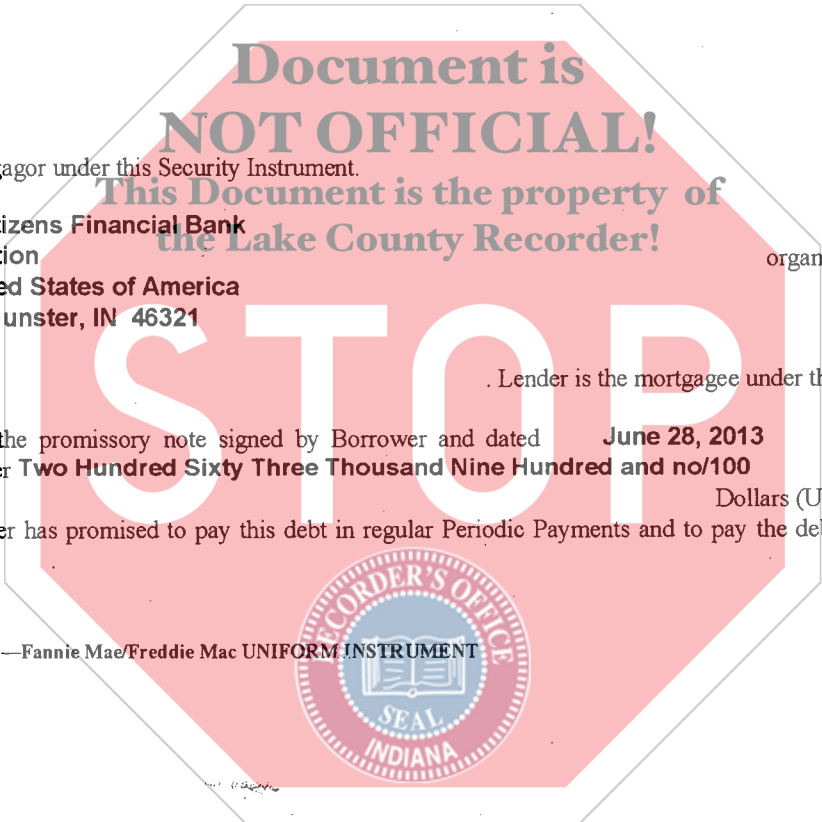 Document is
NOT OFFICIAL!
agor under this Security Instrument.
This Document is the property of
izens Financial Bank
the Lake County Recorder!
ion
organ
ed States of America
unster, IN 46321
STOP
. Lender is the mortgagee under th
the promissory note signed by Borrower and dated June 28, 2013
er Two Hundred Sixty Three Thousand Nine Hundred and no/100
Dollars (U
er has promised to pay this debt in regular Periodic Payments and to pay the deb
RECORDER'S OFFICE
—Fannie Mae/Freddie Mac UNIFORM INSTRUMENT
SEAL
INDIANA